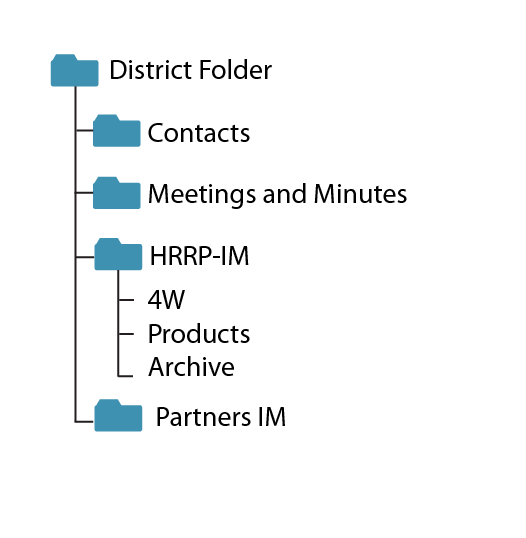 District Folder
Contacts
Meetings and Minutes
HRRP-IM
4W
Products
Archive
Partners IM